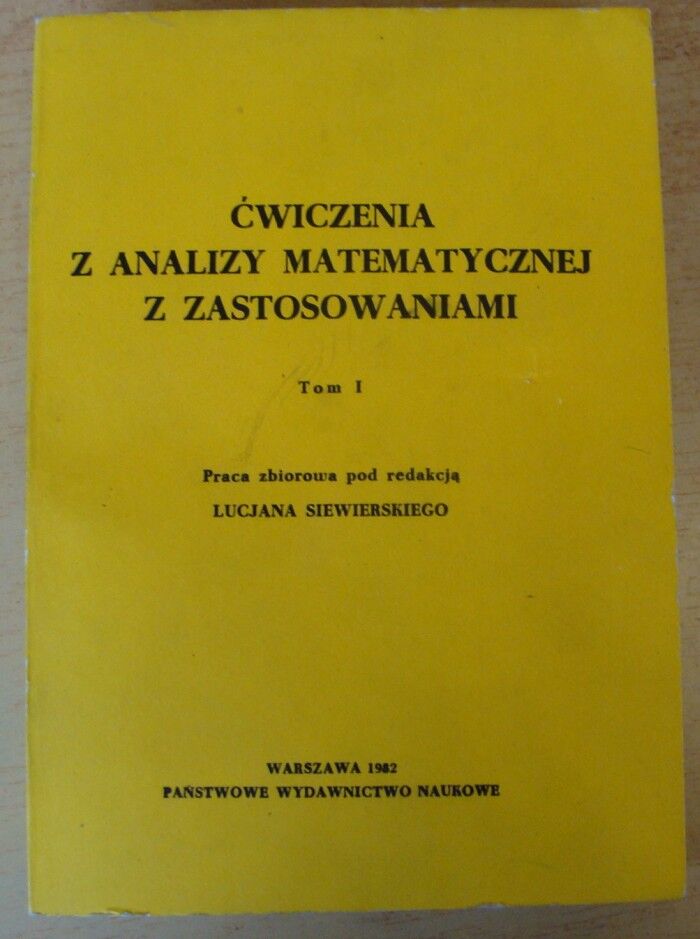 ĆWICZENIA
Z ANALIZY MATEMATYCZNEJ
Z ZASTOSOWANIAMI
Tom I
Praca zbiorowa pod redakcją
LUCJANA SIEWIERSKIEGO
WARSZAWA 1982
PAŃSTWOWE WYDAWNICTWO NAUKOWE